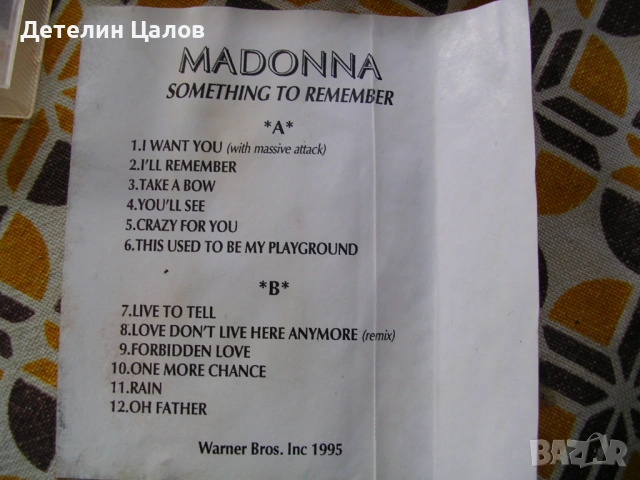 Детелин Цалов
MADONNA
SOMETHING TO REMEMBER
*A*
1.I WANT YOU (with massive attack)
2.I'LL REMEMBER
3.TAKE A BOW
4.YOU'LL SEE
5.CRAZY FOR YOU
6.THIS USED TO BE MY PLAYGROUND
*B*
7.LIVE TO TELL
8.LOVE DON'T LIVE HERE ANYMORE (remix)
9.FORBIDDEN LOVE
10.ONE MORE CHANCE
11.RAIN
12.OH FATHER
Warner Bros. Inc 1995
BAZAR